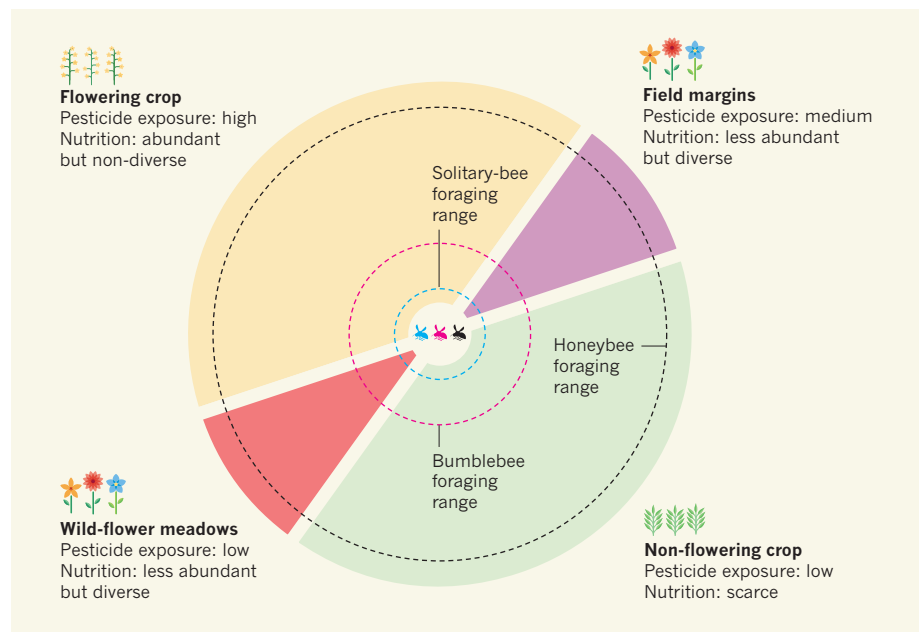 Flowering crop
Pesticide exposure: high
Nutrition: abundant
but non-diverse
Field margins
Pesticide exposure: medium
Nutrition: less abundant
but diverse
Solitary-bee
foraging
range
Honeybee
foraging
range
Bumblebee
foraging
range
Wild-flower meadows
Pesticide exposure: low
Nutrition: less abundant
but diverse
Non-flowering crop
Pesticide exposure: low
Nutrition: scarce